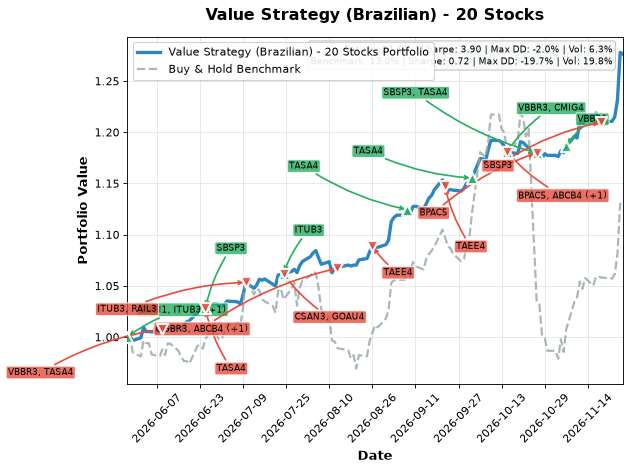 Value Strategy (Brazilian) - 20 Stocks
Value Strategy (Brazilian) - 20 Stocks Portfolio
Buy & Hold Benchmark
3.90 | Max DD: -2.0% | Vol: 6.3%
Benchmark: 13.0% | Sharpe: 0.72 | Max DD: -19.7% | Vol: 19.8%
Portfolio Value
1.25
1.20
1.15
1.10
1.05
1.00
SBSP3, TASA4
VBBR3, CMIG4
TASA4
TASA4
SBSP3
BPAC5, ABCB4 (+1)
BPAC5
ITUB3
SBSP3
TAEE4
TAEE4
ITUB3, RAIL3
ITUB3 (+1)
CSAN3, GOAU4
ABCB4 (+1)
TASA4
VBBR3, TASA4
2026-06-07
2026-06-23
2026-07-09
2026-07-25
2026-08-10
2026-08-26
2026-09-11
2026-09-27
2026-10-13
2026-10-29
2026-11-14
Date